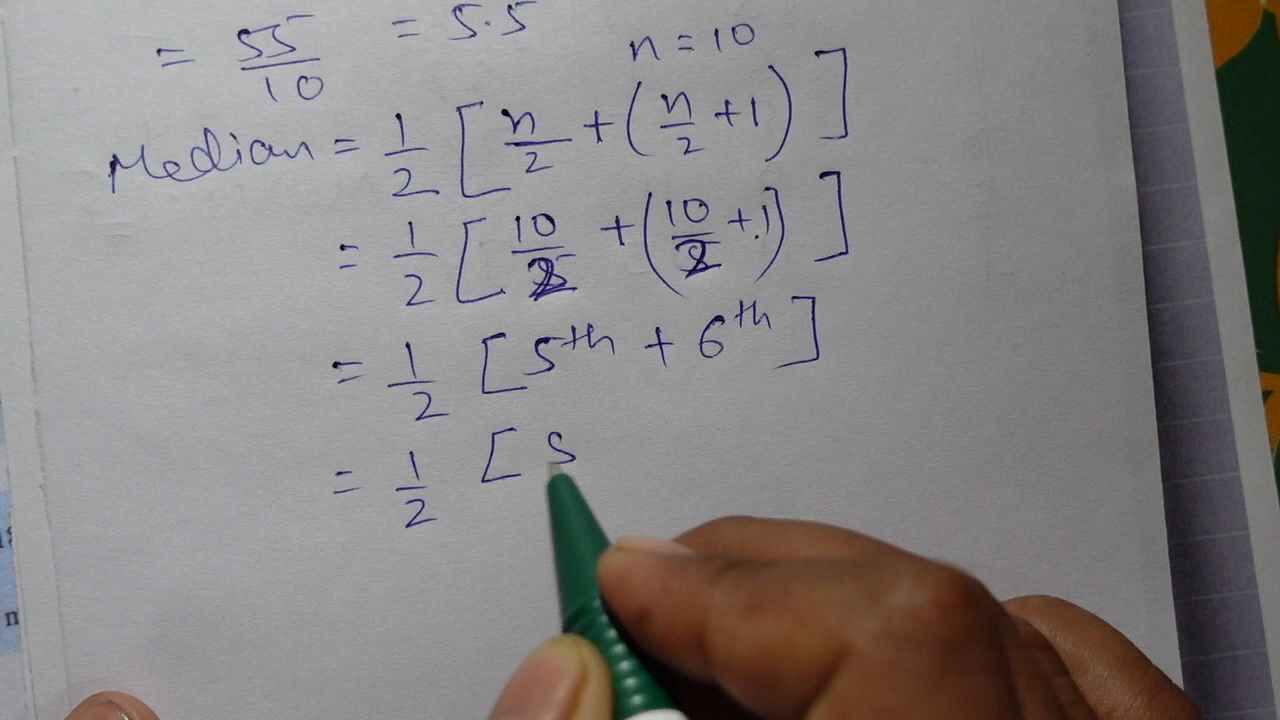 = 55/10 = 5.5
n = 10
Median = 1/2 [ n/2 + ( n/2 + 1 ) ]
= 1/2 [ 10/2 + ( 10/2 + 1 ) ]
= 1/2 [ 5th + 6th ]
= 1/2 [ 5